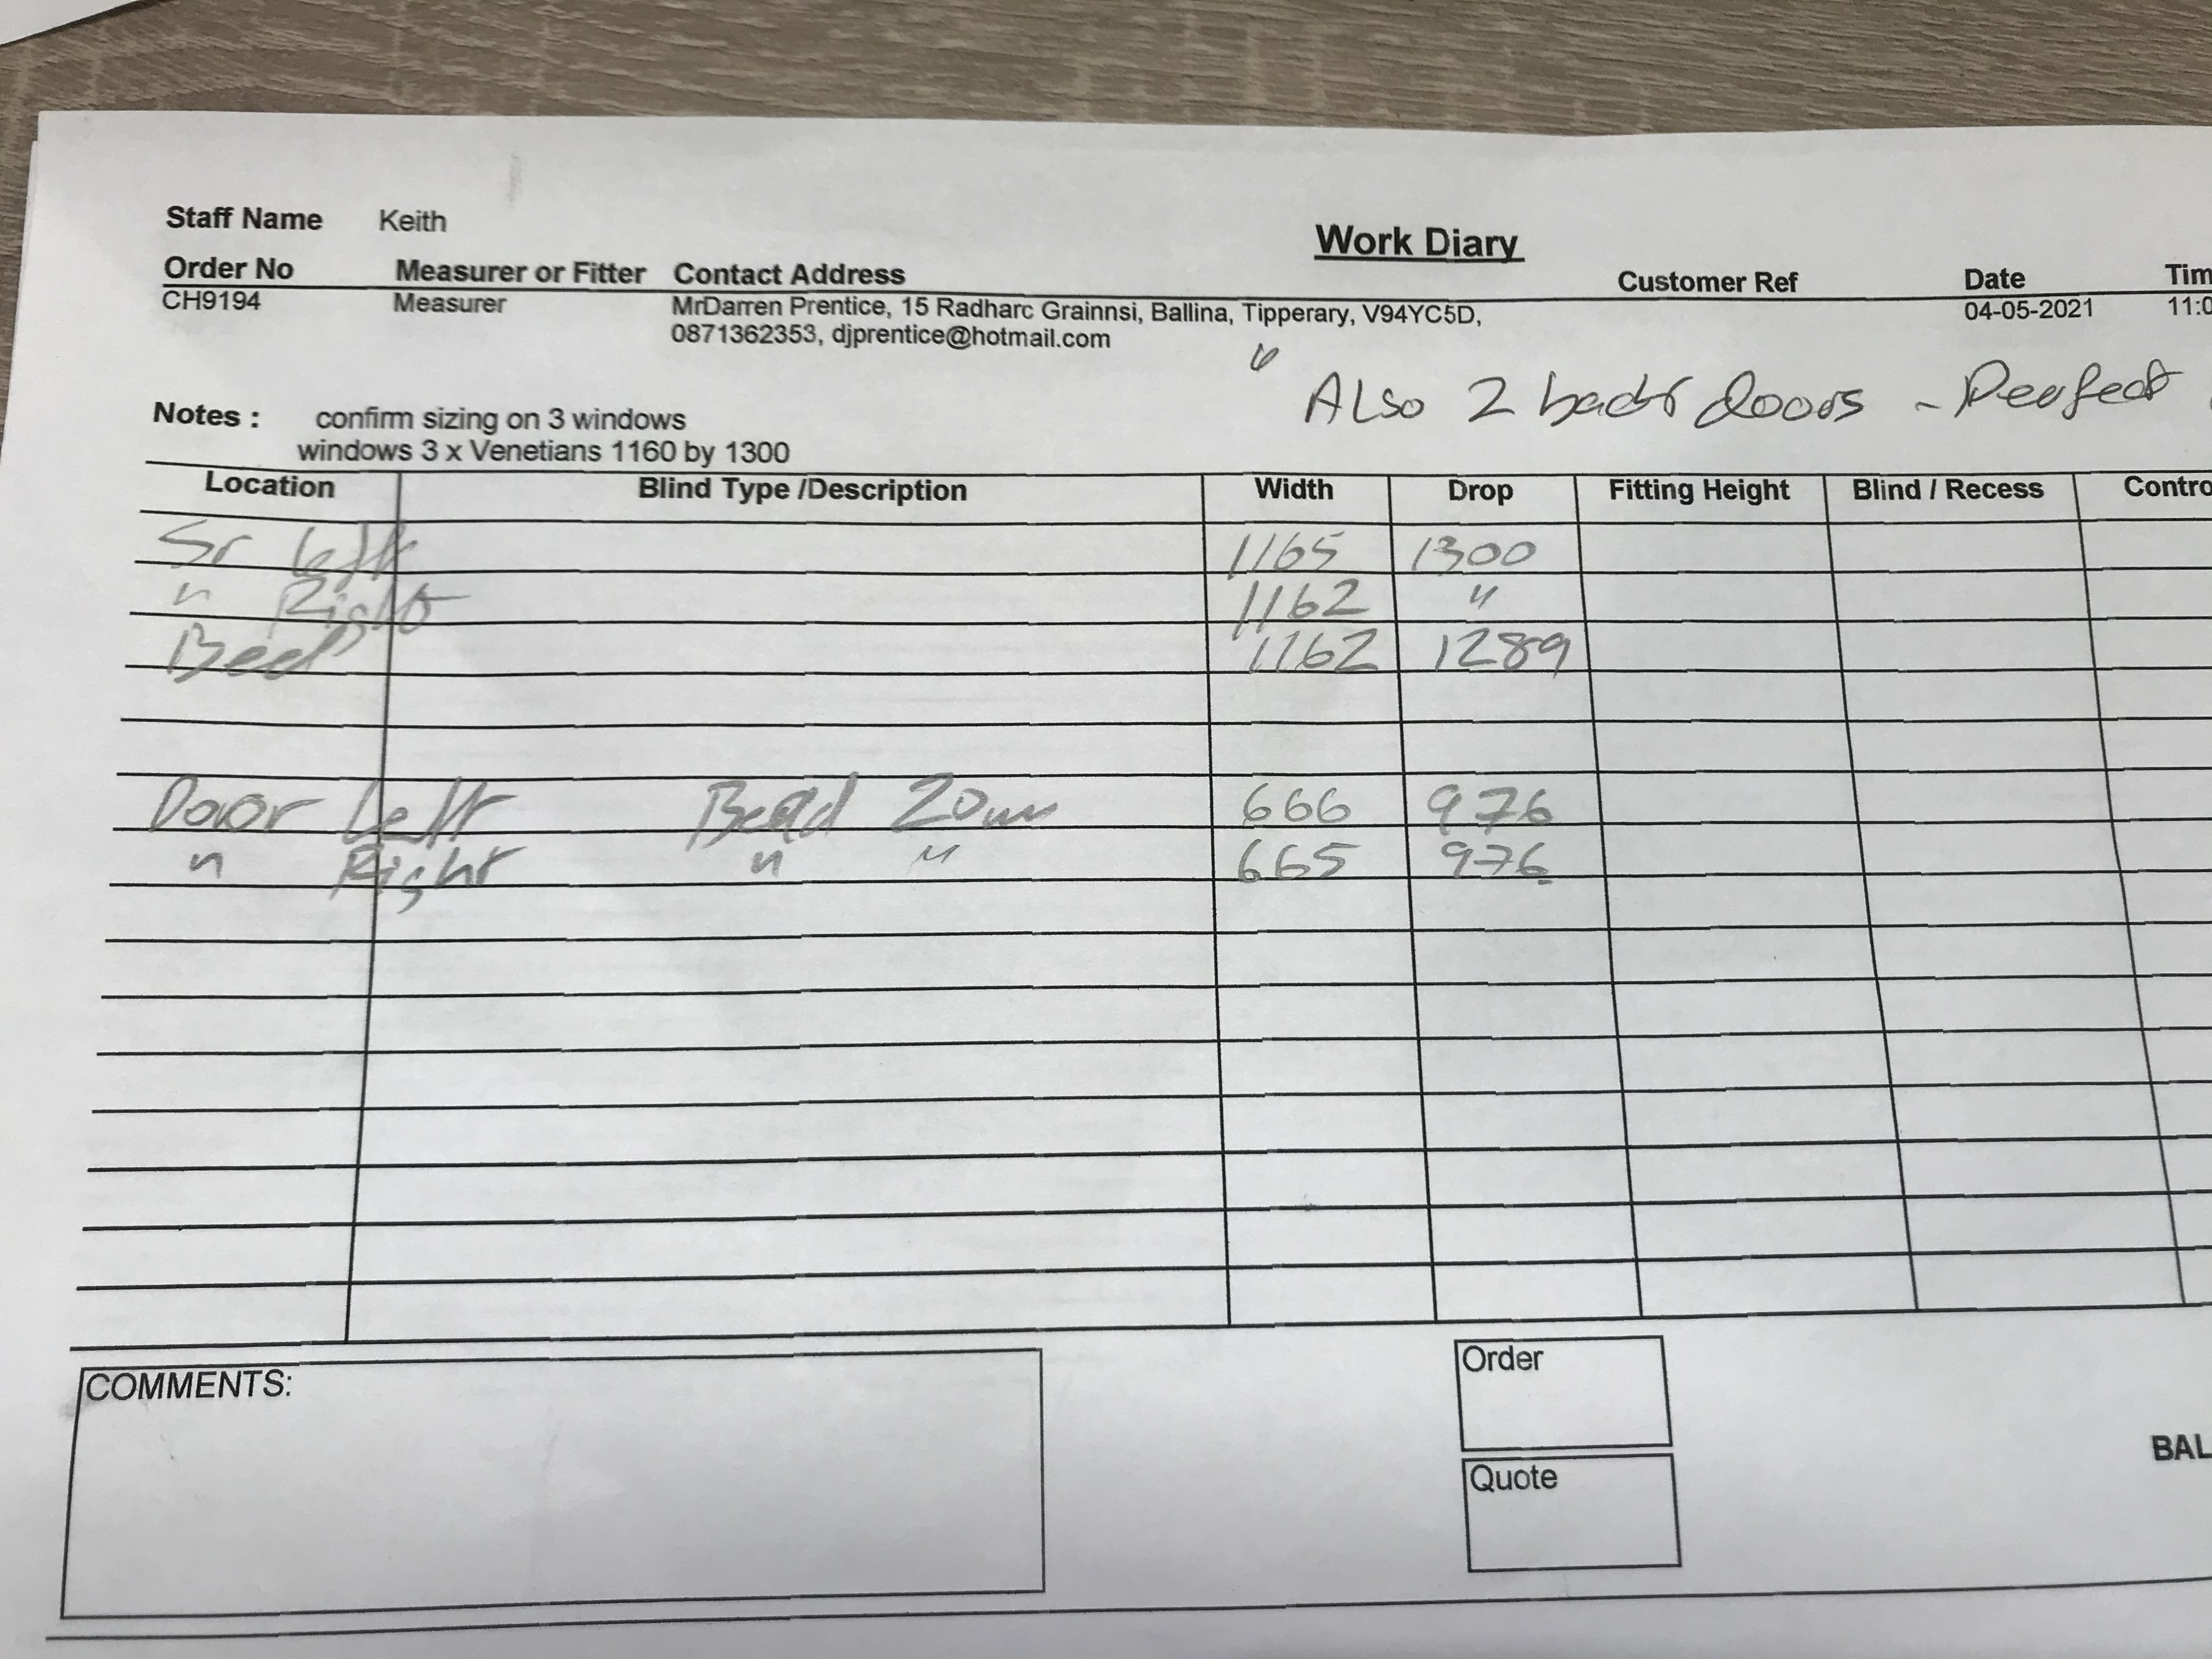 Staff Name Keith
Work Diary
Order No Measurer or Fitter Contact Address Customer Ref Date Tim
CH9194 Measurer MrDarren Prentice, 15 Radharc Grainnsi, Ballina, Tipperary, V94YC5D, 04-05-2021 11:0
0871362353, djprentice@hotmail.com
ALso 2 back doors - Perfect
Notes : confirm sizing on 3 windows
windows 3 x Venetians 1160 by 1300
Location Blind Type /Description Width Drop Fitting Height Blind / Recess Contro
Sr left 1165 1300
" Right 1162 "
Bed 1162 1289
Door Left Bead 20mm 666 976
" Right " " 665 976
COMMENTS:
Order
BAL
Quote